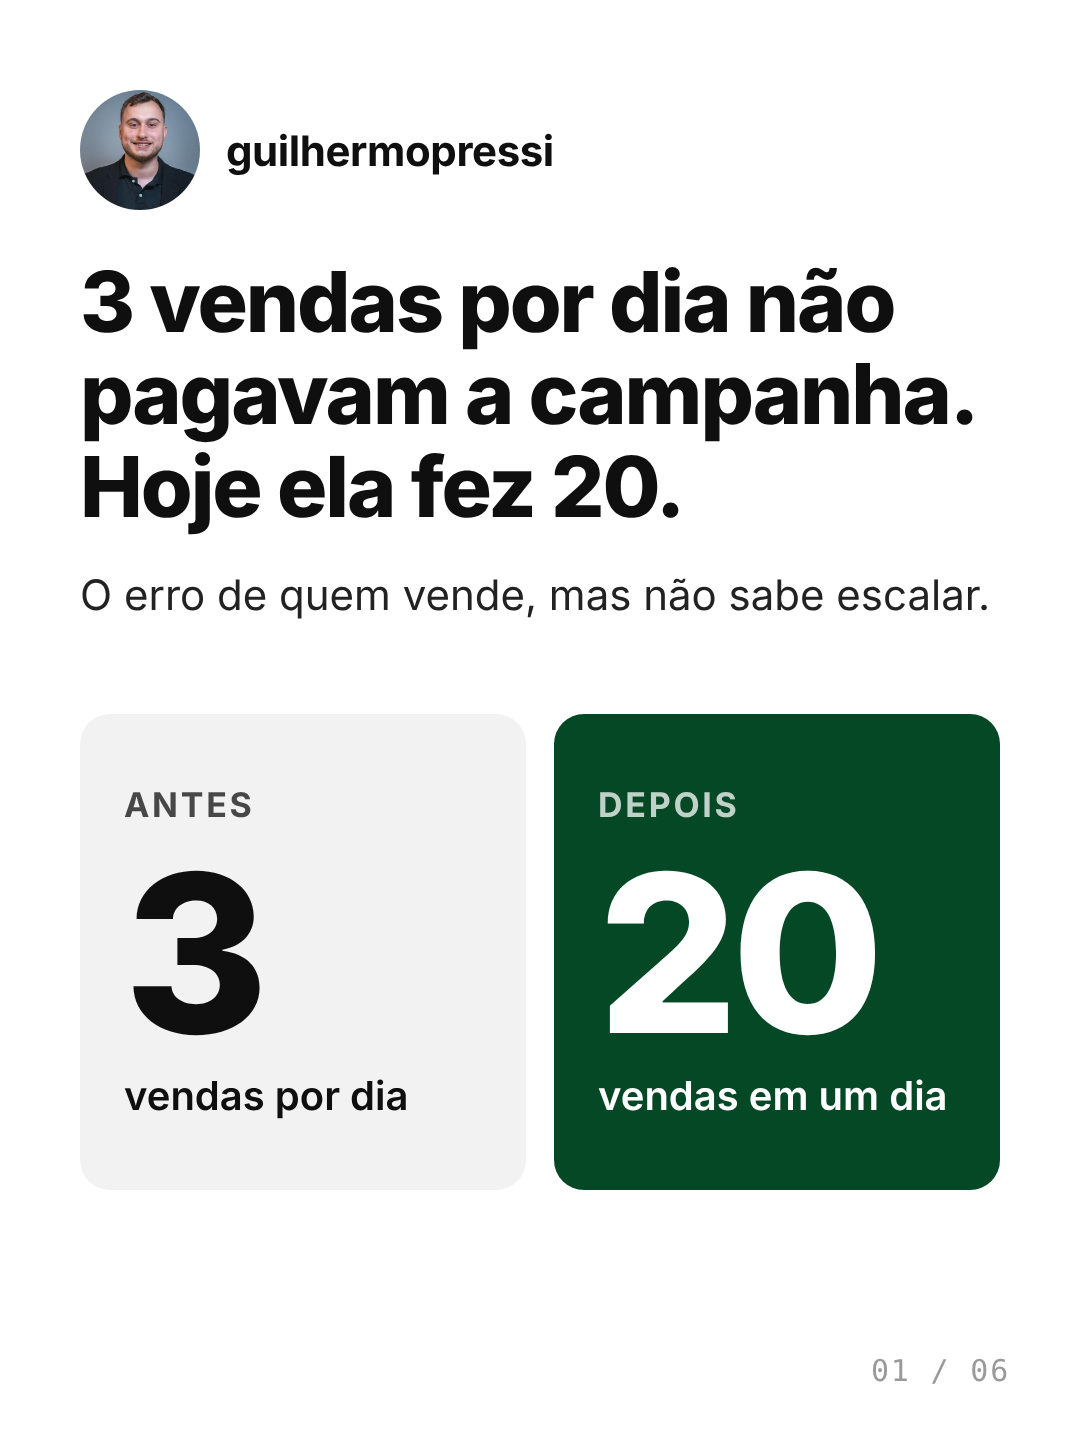 guilhermopressi
3 vendas por dia não
pagavam a campanha.
Hoje ela fez 20.
O erro de quem vende, mas não sabe escalar.
ANTES
3
vendas por dia
DEPOIS
20
vendas em um dia
01 / 06